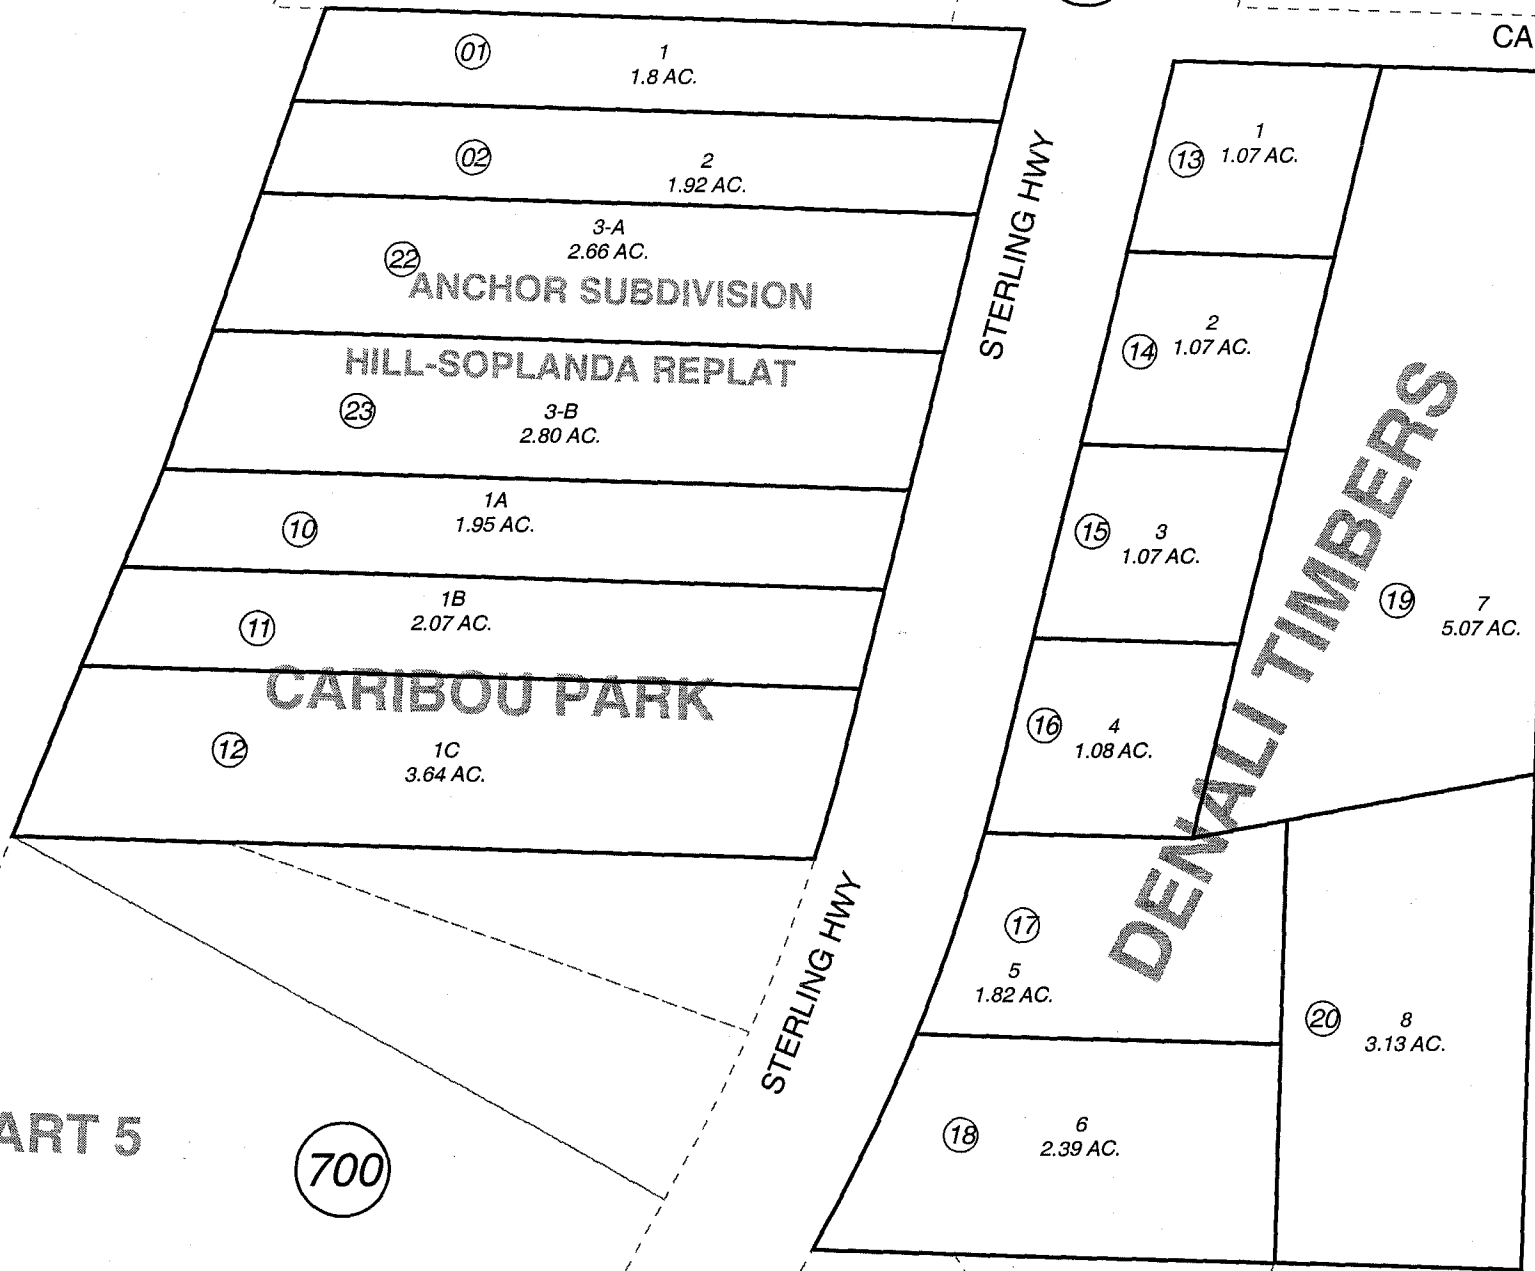 CA
01
1
1.8 AC.
02
2
1.92 AC.
22
3-A
2.66 AC.
ANCHOR SUBDIVISION
HILL-SOPLANDA REPLAT
23
3-B
2.80 AC.
10
1A
1.95 AC.
11
1B
2.07 AC.
CARIBOU PARK
12
1C
3.64 AC.
STERLING HWY
STERLING HWY
13
1
1.07 AC.
14
2
1.07 AC.
15
3
1.07 AC.
16
4
1.08 AC.
DENALI TIMBERS
19
7
5.07 AC.
17
5
1.82 AC.
20
8
3.13 AC.
18
6
2.39 AC.
ART 5
700